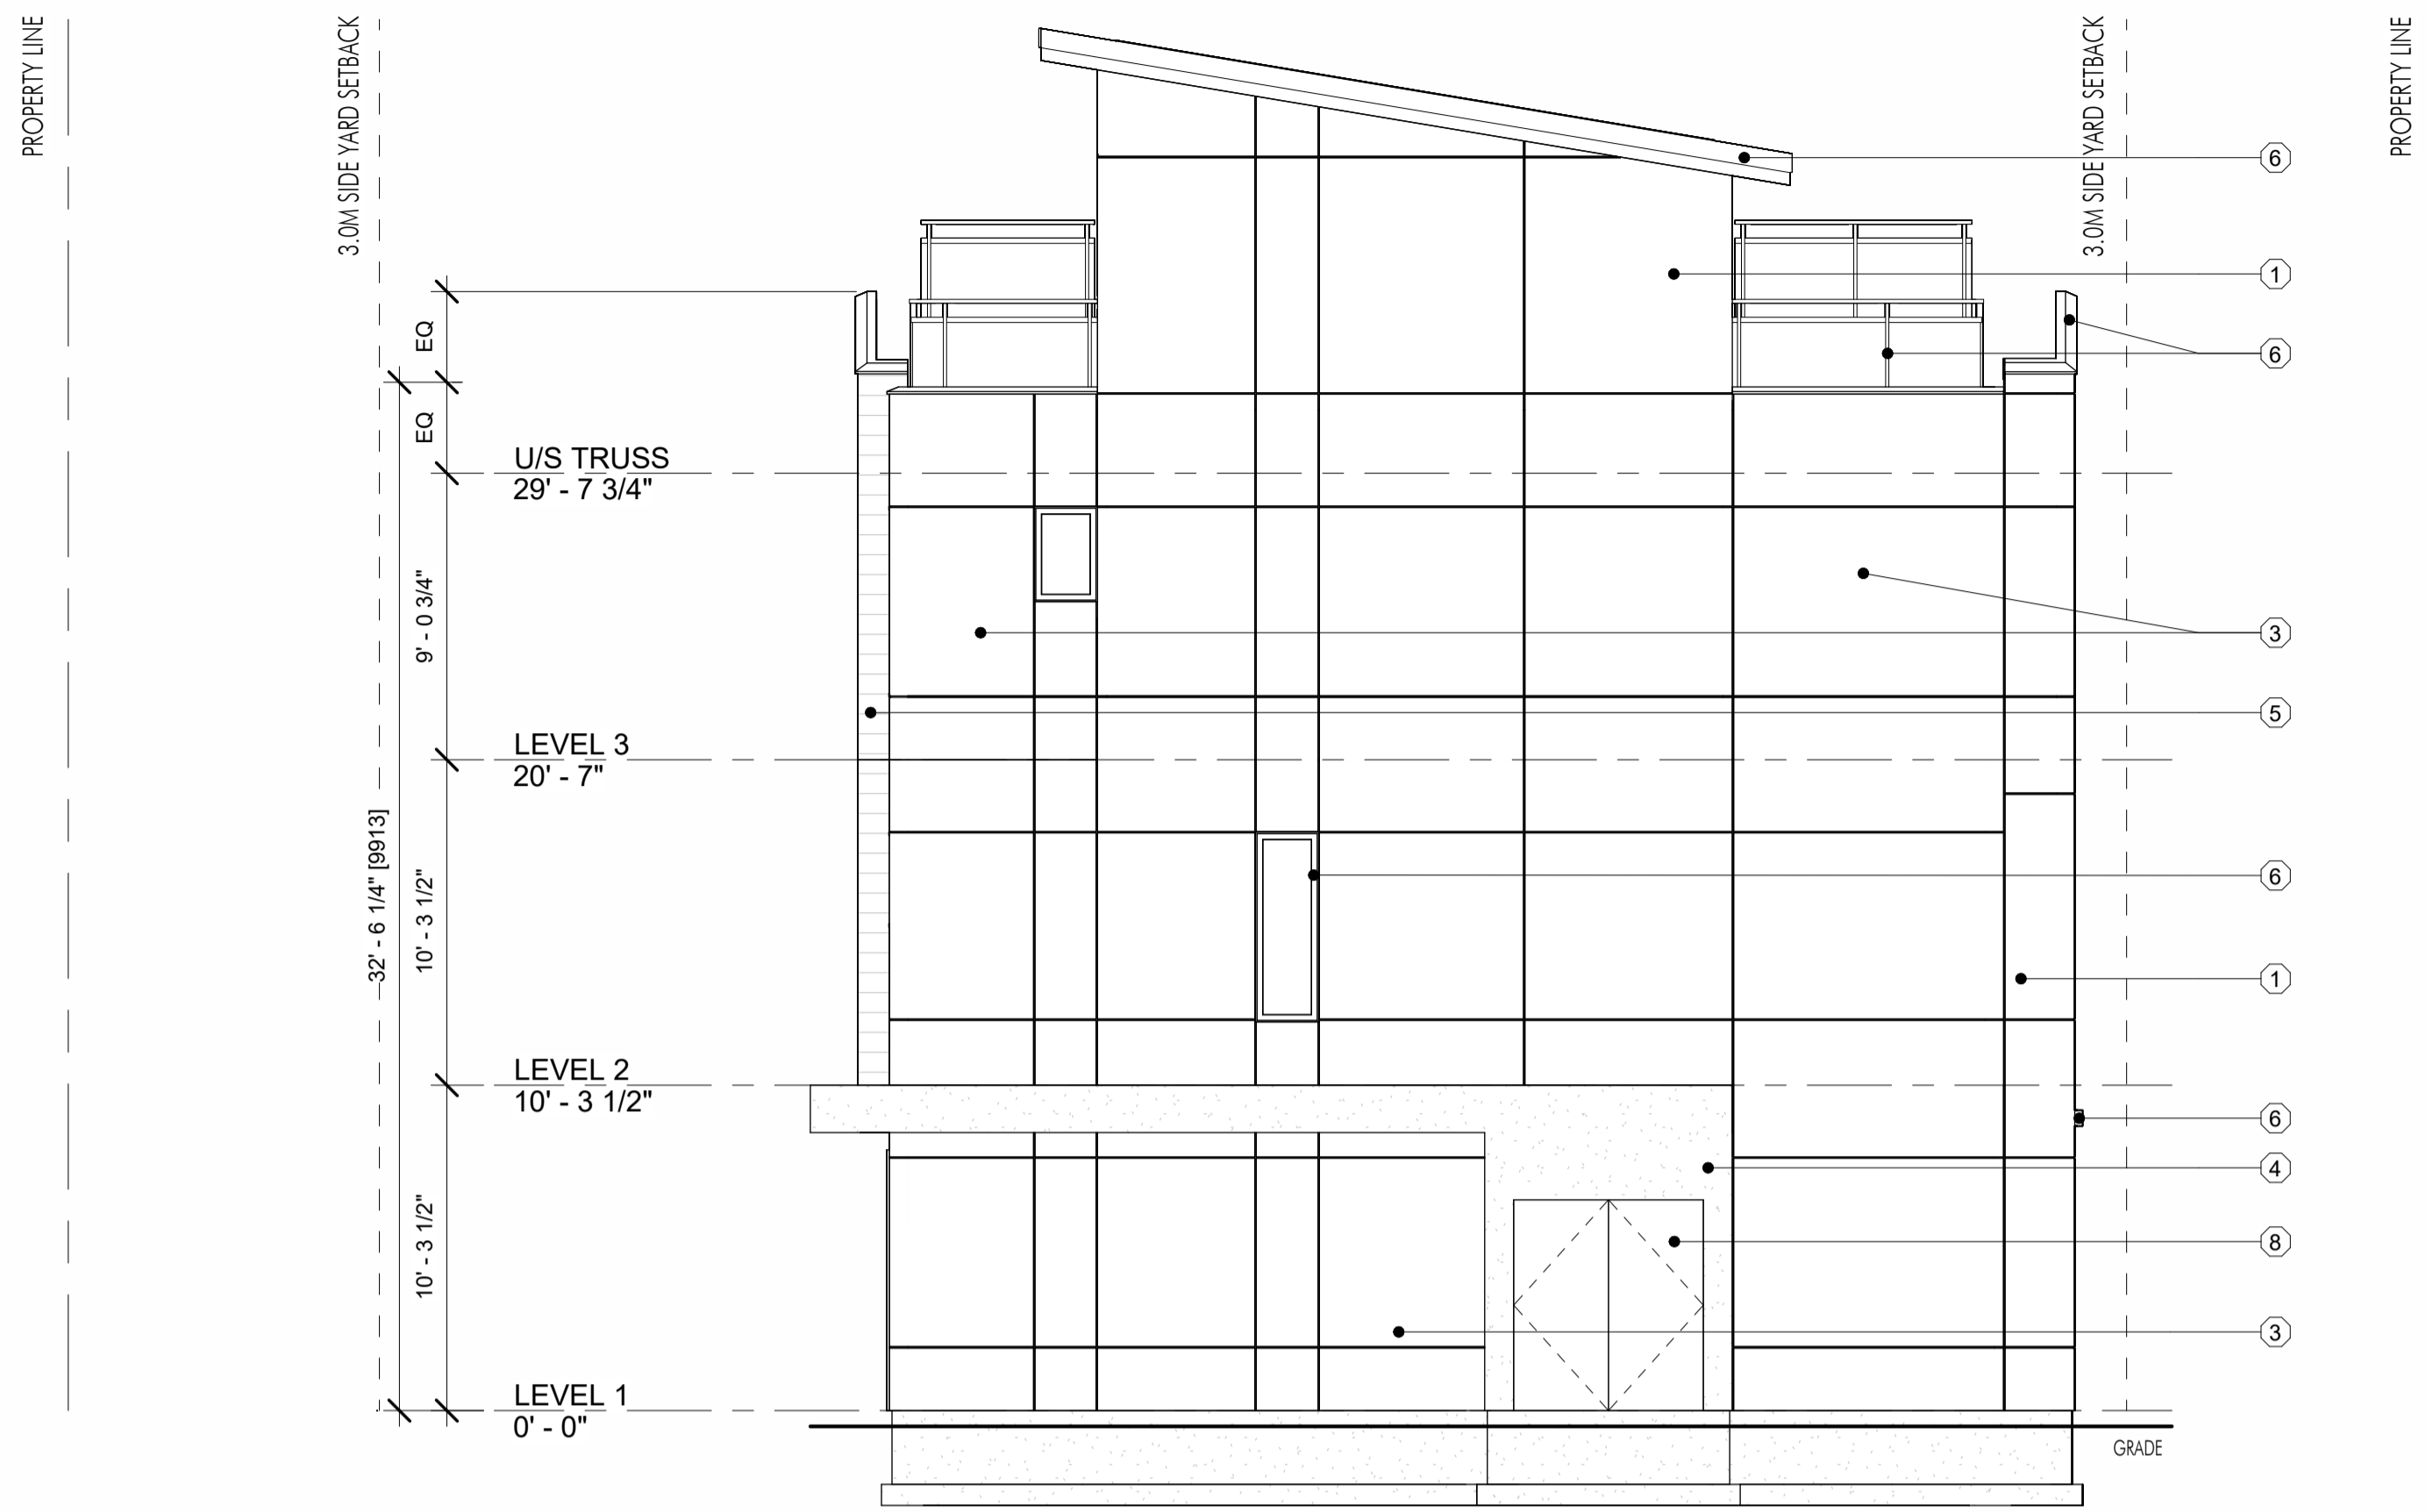 PROPERTY LINE
3.0M SIDE YARD SETBACK
3.0M SIDE YARD SETBACK
PROPERTY LINE
6
1
EQ
6
EQ
U/S TRUSS
29' - 7 3/4"
9' - 0 3/4"
3
5
LEVEL 3
20' - 7"
32' - 6 1/4" [9913]
10' - 3 1/2"
6
1
LEVEL 2
10' - 3 1/2"
6
4
10' - 3 1/2"
8
3
LEVEL 1
0' - 0"
GRADE